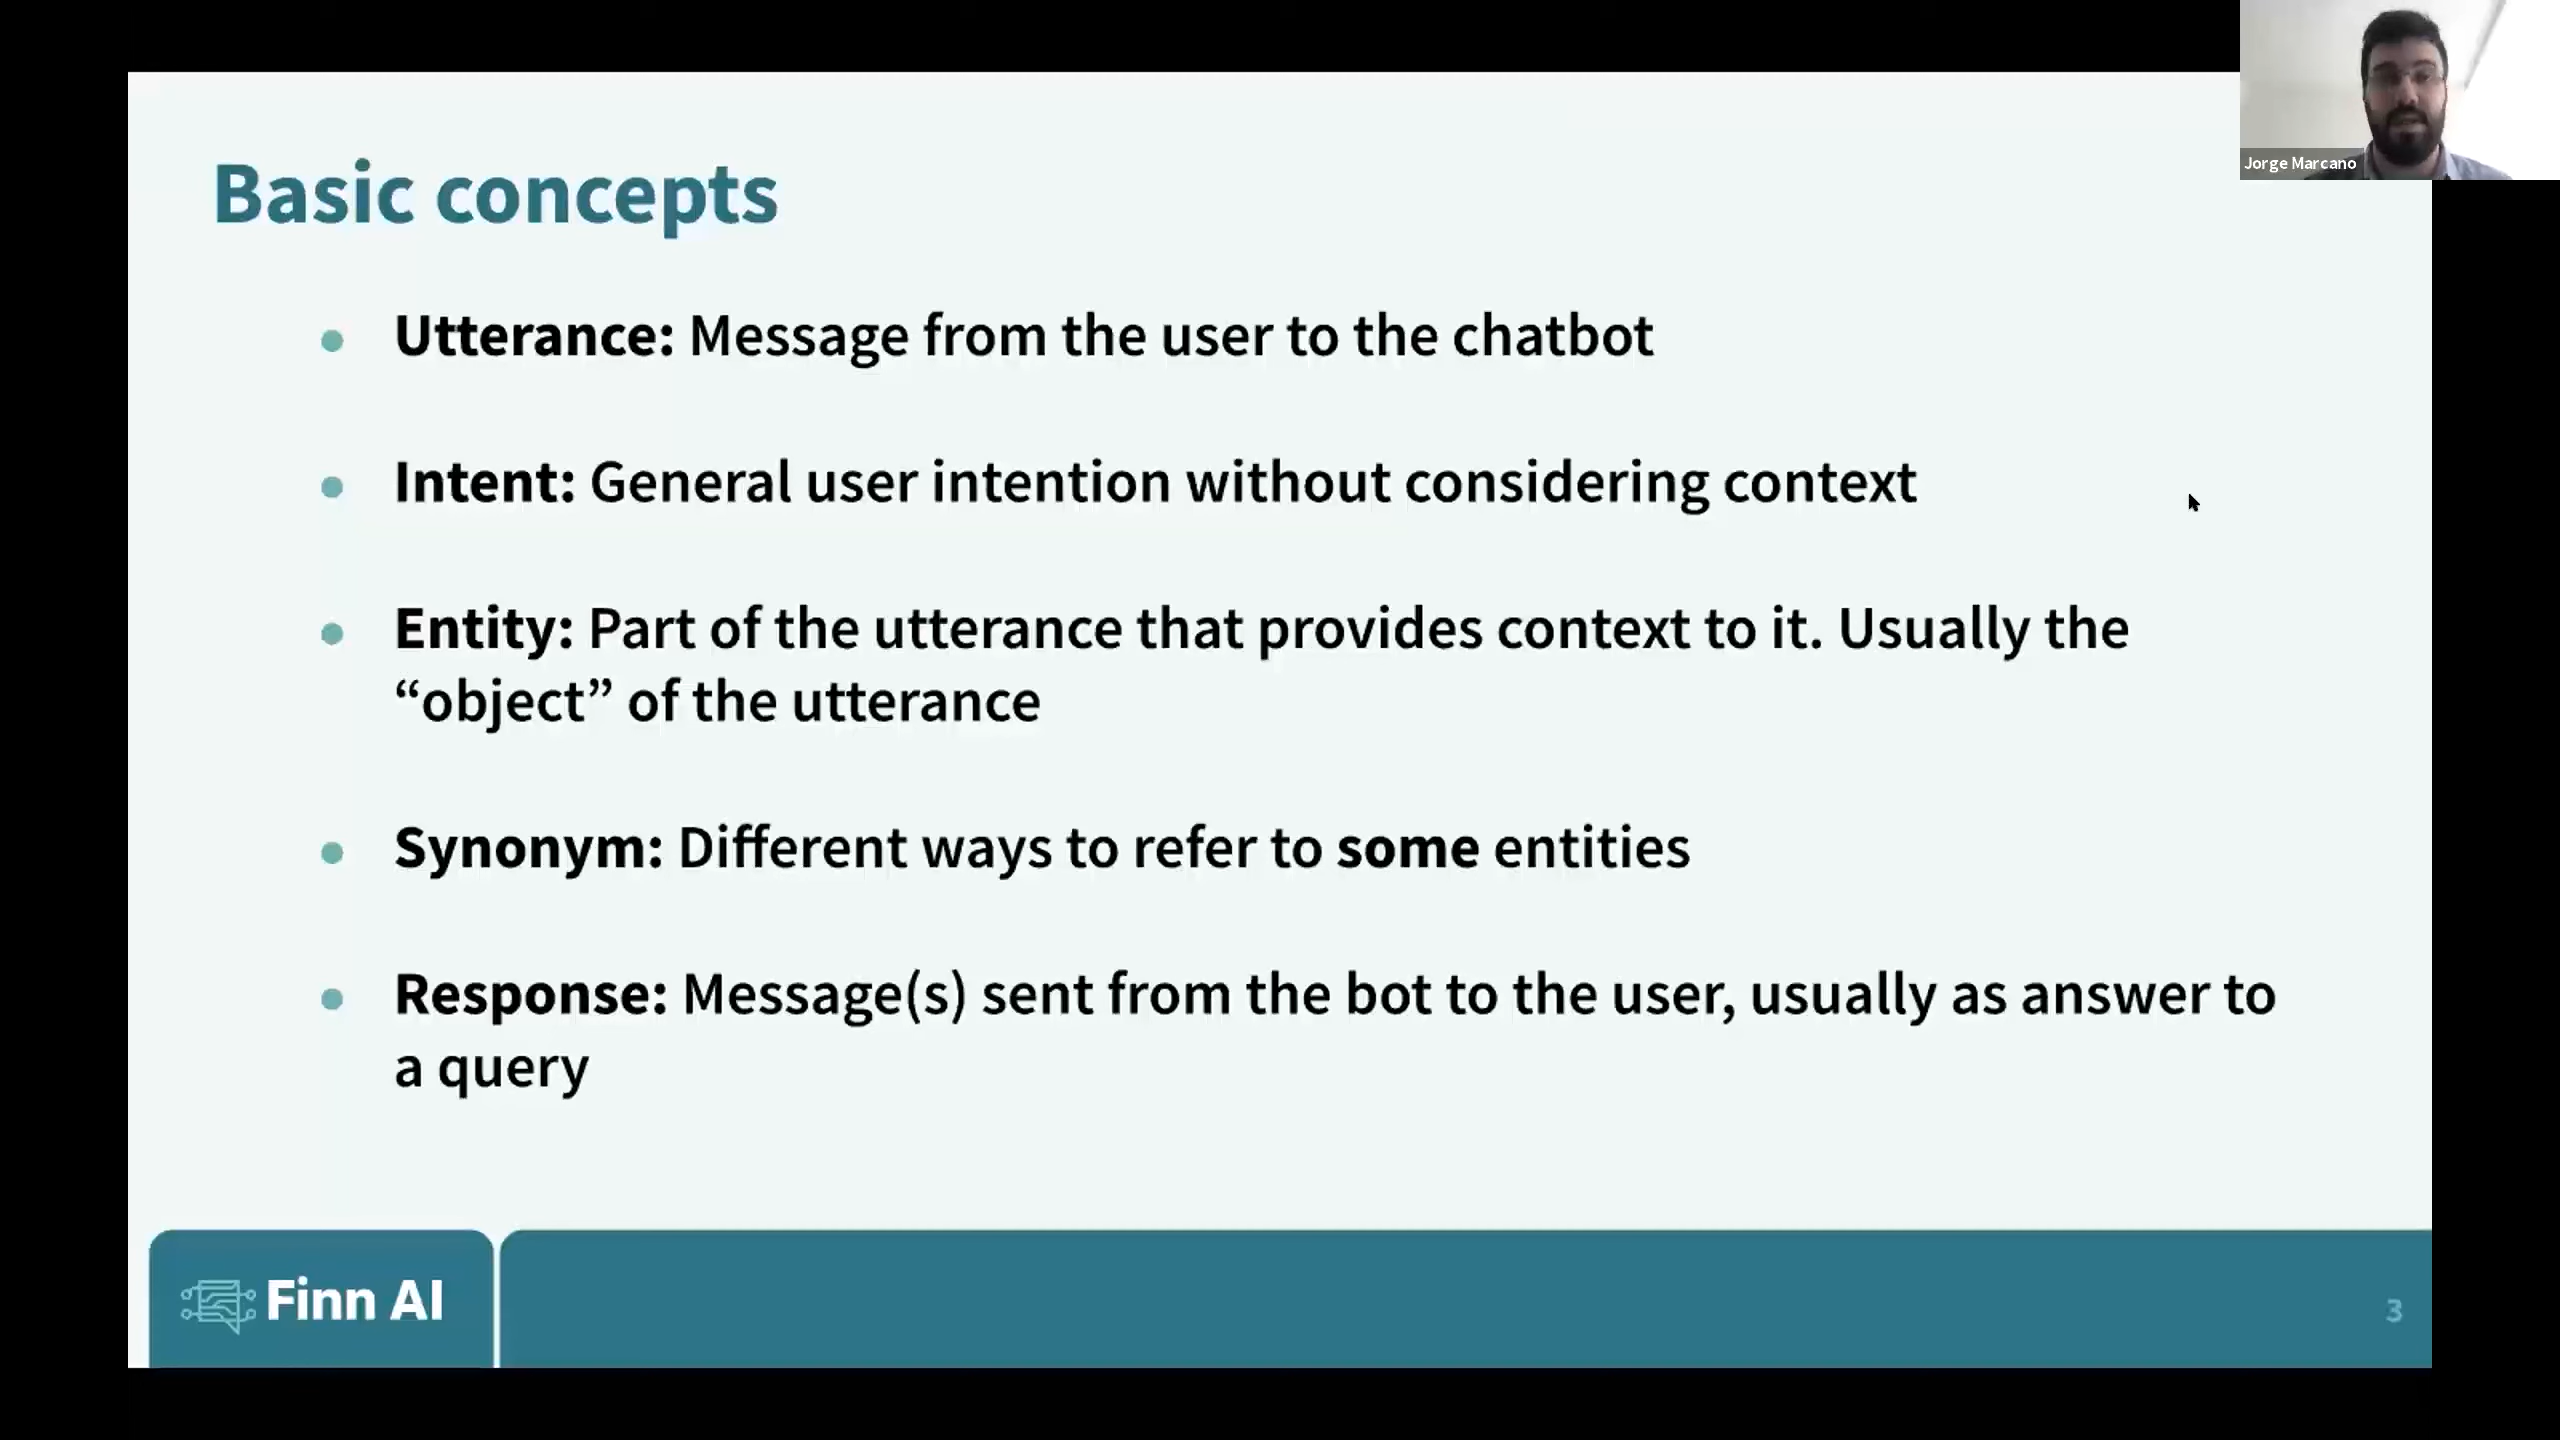 Jorge Marcano
Basic concepts
Utterance: Message from the user to the chatbot
Intent: General user intention without considering context
Entity: Part of the utterance that provides context to it. Usually the
“object” of the utterance
Synonym: Different ways to refer to some entities
Response: Message(s) sent from the bot to the user, usually as answer to
a query
Finn AI
3